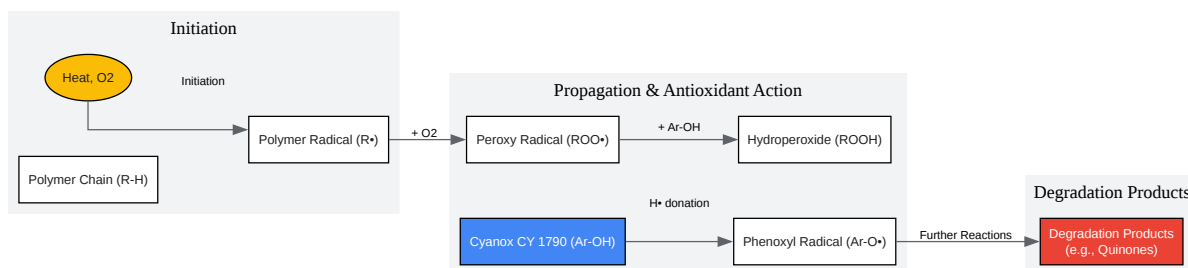 Initiation
Heat, O2
Initiation
Polymer Radical (R•)
Polymer Chain (R-H)
+ O2
Propagation & Antioxidant Action
Peroxy Radical (ROO•)
+ Ar-OH
Hydroperoxide (ROOH)
H• donation
Cyanox CY 1790 (Ar-OH)
Phenoxyl Radical (Ar-O•)
Further Reactions
Degradation Products
Degradation Products
(e.g., Quinones)